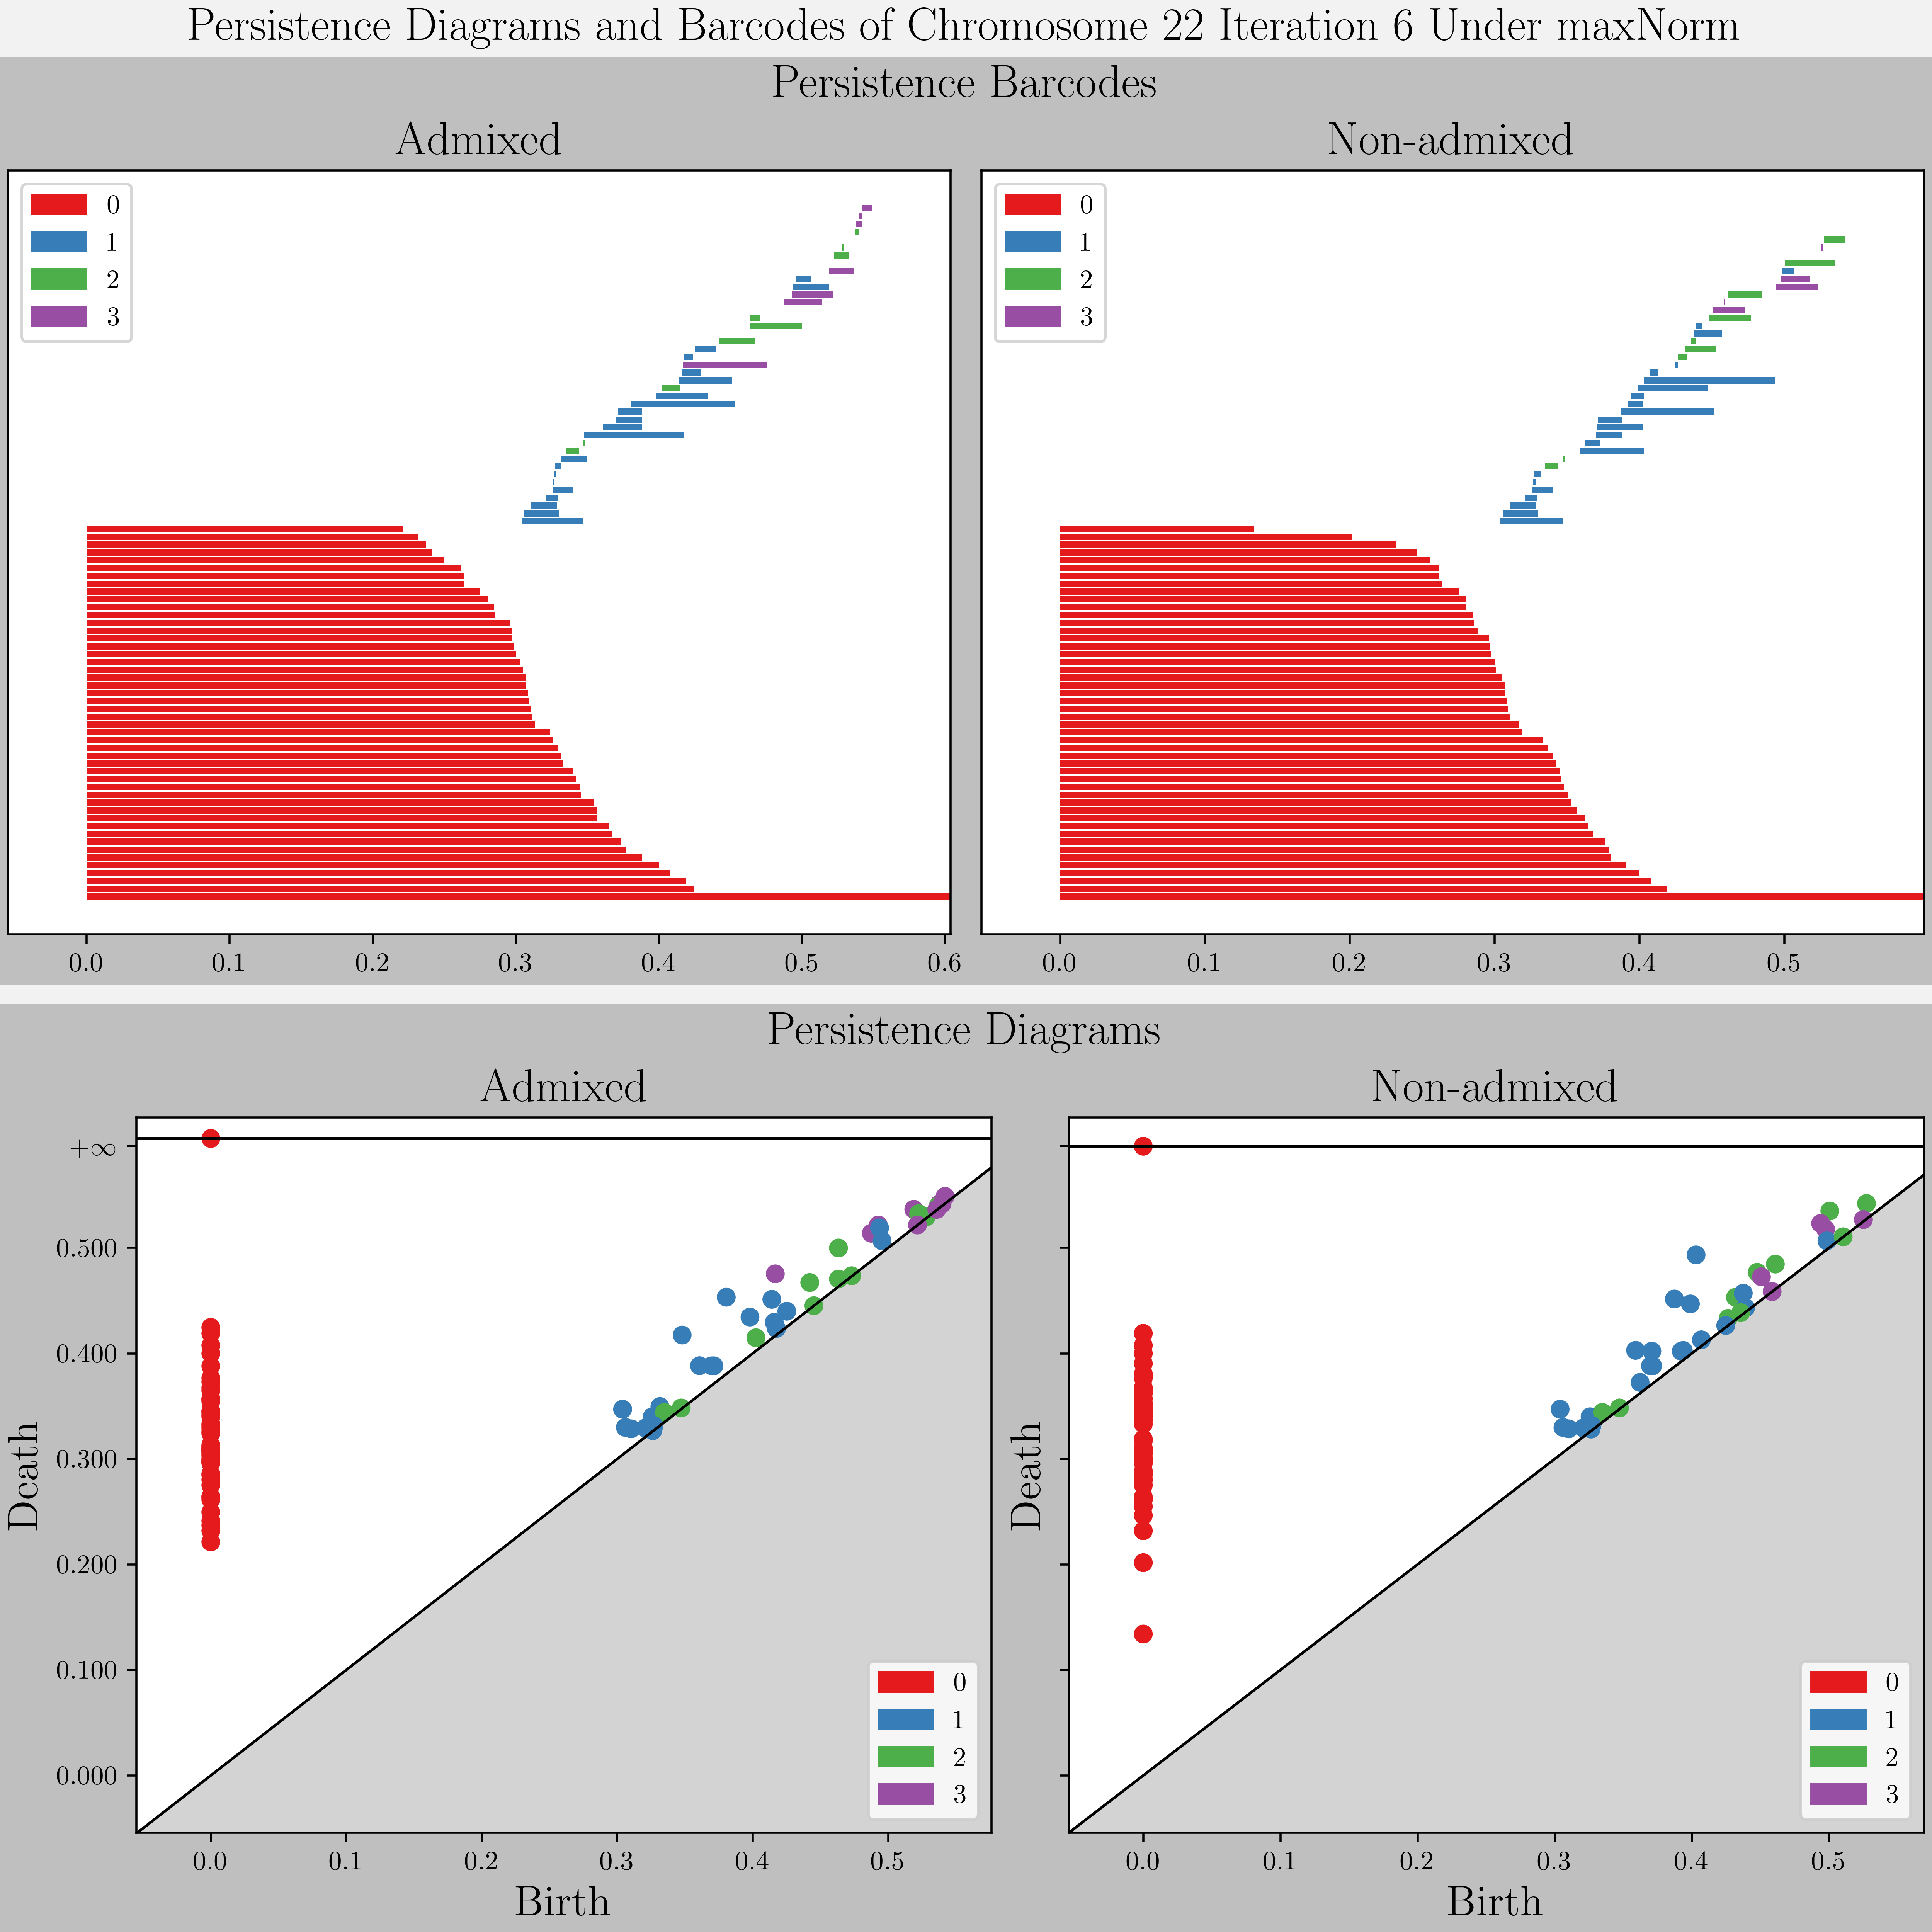 Persistence Diagrams and Barcodes of Chromosome 22 Iteration 6 Under maxNorm
Persistence Barcodes
Admixed
0
1
2
3
0.0 0.1 0.2 0.3 0.4 0.5 0.6
Non-admixed
0
1
2
3
0.0 0.1 0.2 0.3 0.4 0.5
Persistence Diagrams
Admixed
+∞
0.500
0.400
0.300
0.200
0.100
0.000
Death
0
1
2
3
0.0 0.1 0.2 0.3 0.4 0.5
Birth
Non-admixed
Death
0
1
2
3
0.0 0.1 0.2 0.3 0.4 0.5
Birth